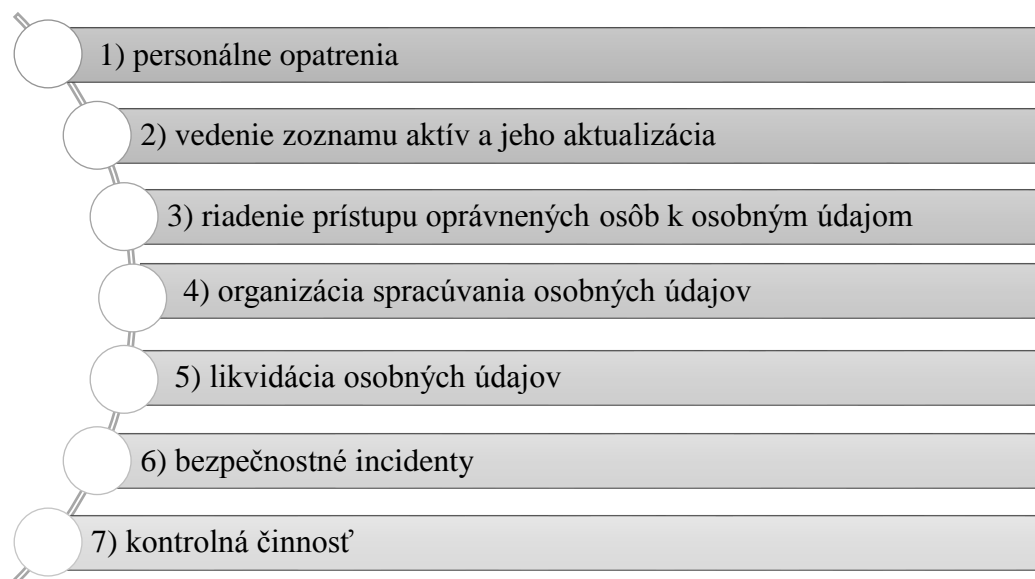 1) personálne opatrenia
2) vedenie zoznamu aktív a jeho aktualizácia
3) riadenie prístupu oprávnených osôb k osobným údajom
4) organizácia spracúvania osobných údajov
5) likvidácia osobných údajov
6) bezpečnostné incidenty
7) kontrolná činnosť